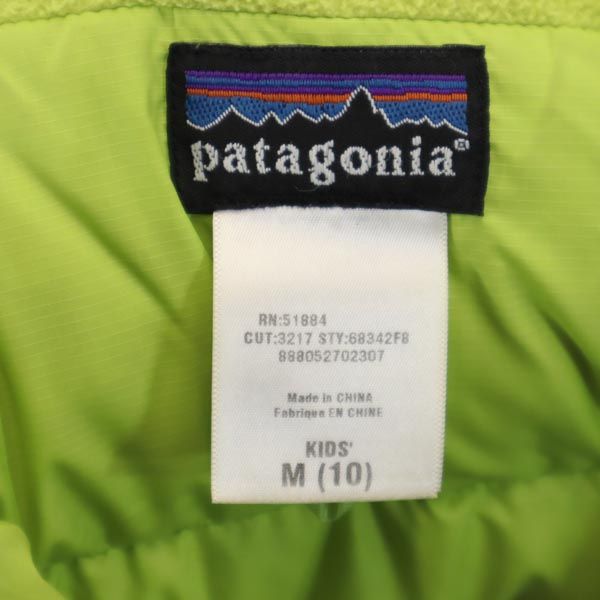 patagonia®
RN:51884
CUT:3217 STY:68342F8
888052702307
Made in CHINA
Fabriqué EN CHINE
KIDS'
M (10)